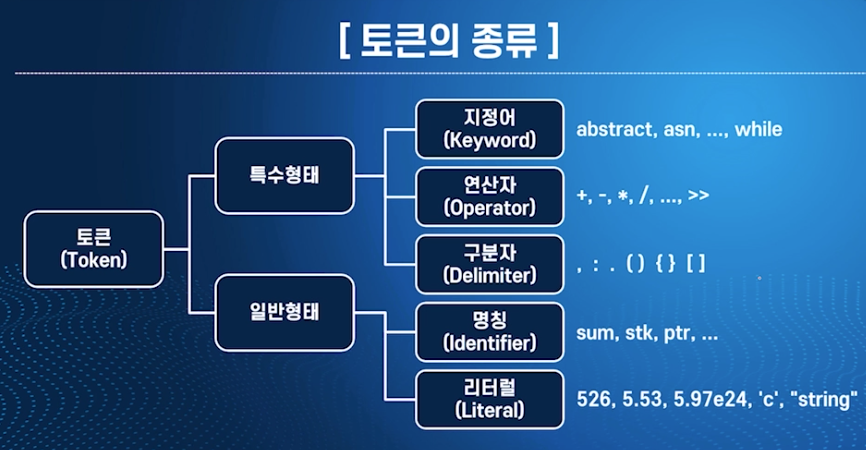 [ 토큰의 종류 ]
토큰
(Token)
특수형태
지정어
(Keyword)
abstract, asn, ..., while
연산자
(Operator)
+, -, *, /, ..., >>
구분자
(Delimiter)
, : . ( ) { } [ ]
일반형태
명칭
(Identifier)
sum, stk, ptr, ...
리터럴
(Literal)
526, 5.53, 5.97e24, 'c', "string"